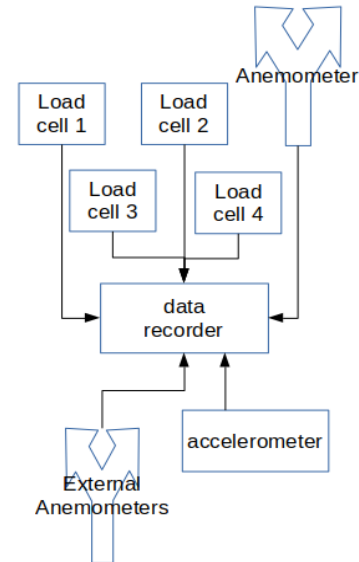 Anemometer
Load
cell 1
Load
cell 2
Load
cell 3
Load
cell 4
data
recorder
accelerometer
External
Anemometers